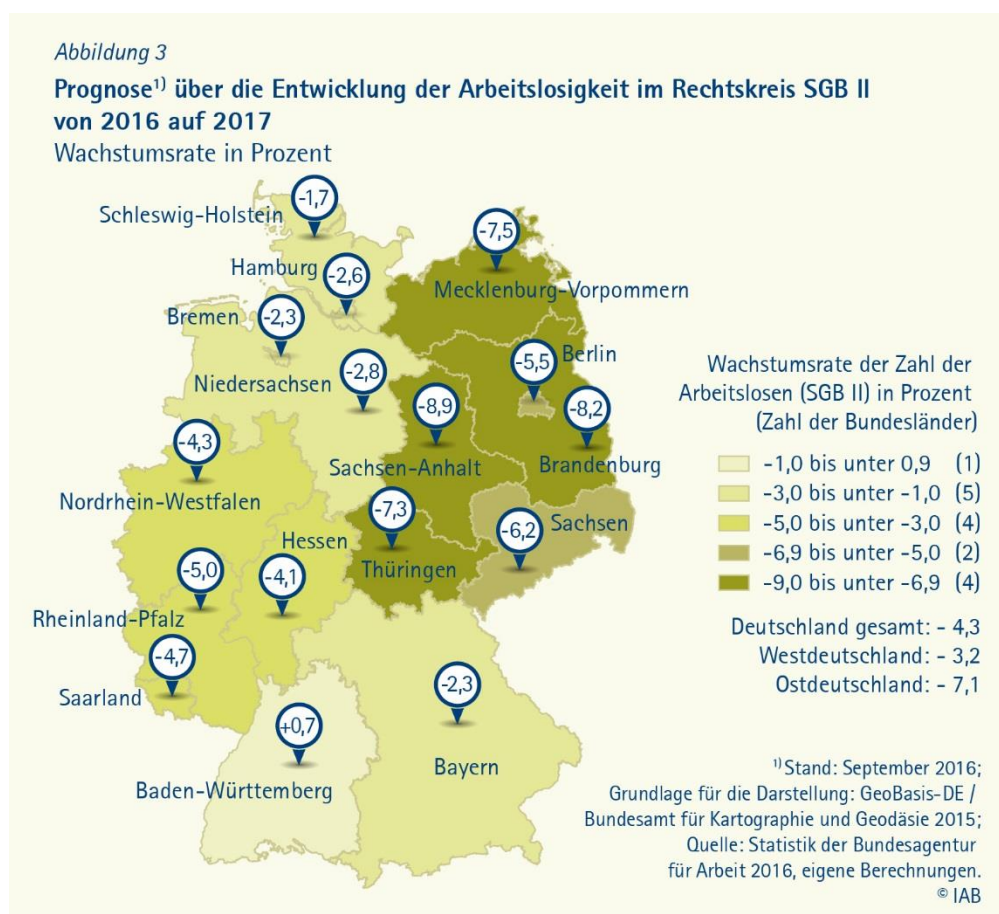 Abbildung 3
Prognose¹⁾ über die Entwicklung der Arbeitslosigkeit im Rechtskreis SGB II
von 2016 auf 2017
Wachstumsrate in Prozent
-1,7
Schleswig-Holstein
-7,5
Hamburg
-2,6
Mecklenburg-Vorpommern
Bremen
-2,3
Berlin
-5,5
Niedersachsen
-2,8
-8,9
-8,2
-4,3
Sachsen-Anhalt
Brandenburg
Nordrhein-Westfalen
-7,3
Sachsen
-6,2
Hessen
Thüringen
-5,0
-4,1
Rheinland-Pfalz
-4,7
Saarland
-2,3
+0,7
Bayern
Baden-Württemberg
Wachstumsrate der Zahl der
Arbeitslosen (SGB II) in Prozent
(Zahl der Bundesländer)
-1,0 bis unter 0,9 (1)
-3,0 bis unter -1,0 (5)
-5,0 bis unter -3,0 (4)
-6,9 bis unter -5,0 (2)
-9,0 bis unter -6,9 (4)
Deutschland gesamt: - 4,3
Westdeutschland: - 3,2
Ostdeutschland: - 7,1
¹⁾ Stand: September 2016;
Grundlage für die Darstellung: GeoBasis-DE /
Bundesamt für Kartographie und Geodäsie 2015;
Quelle: Statistik der Bundesagentur
für Arbeit 2016, eigene Berechnungen.
© IAB